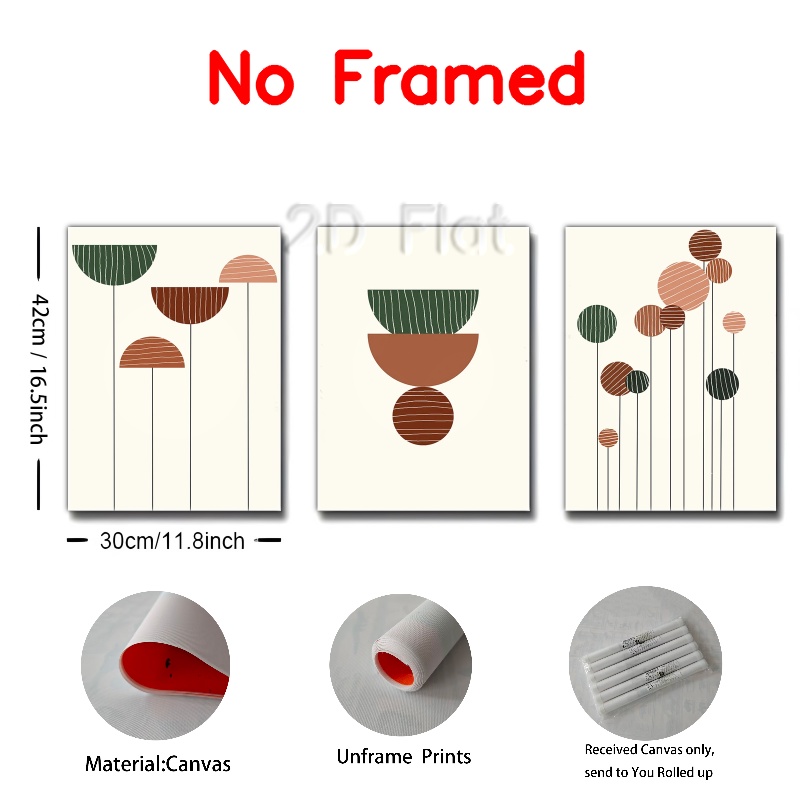 No Framed
2D Flat
42cm / 16.5inch
30cm/11.8inch
Material:Canvas
Unframe Prints
Received Canvas only,
send to You Rolled up